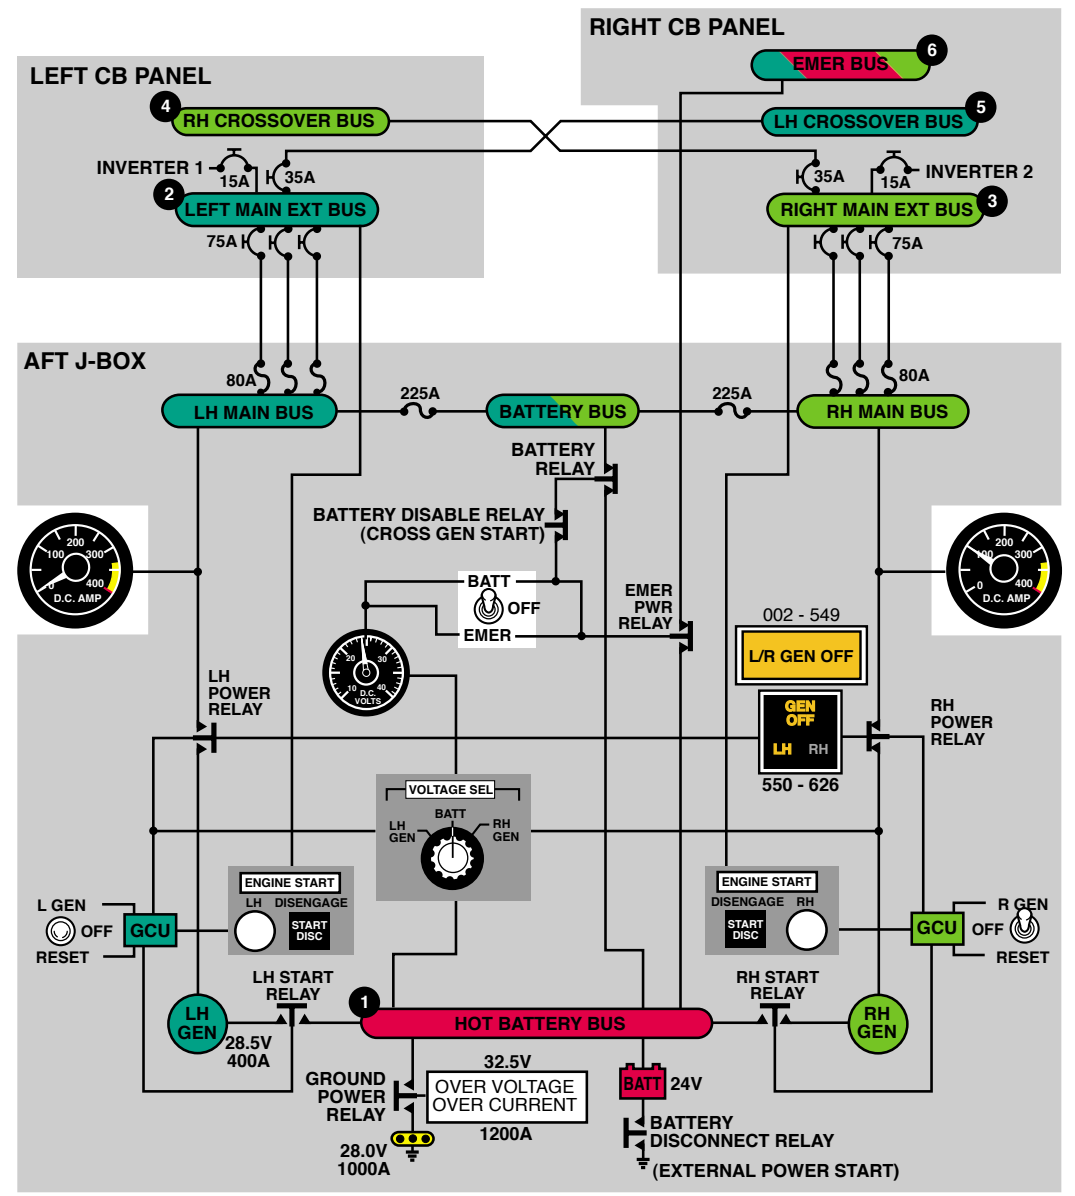 RIGHT CB PANEL
6
EMER BUS
LEFT CB PANEL
4
RH CROSSOVER BUS
5
LH CROSSOVER BUS
INVERTER 1
15A
35A
35A
15A
INVERTER 2
2
LEFT MAIN EXT BUS
3
RIGHT MAIN EXT BUS
75A
75A
AFT J-BOX
80A
80A
LH MAIN BUS
225A
BATTERY BUS
225A
RH MAIN BUS
BATTERY
RELAY
BATTERY DISABLE RELAY
(CROSS GEN START)
0
100
200
300
400
D.C. AMP
0
100
200
300
400
D.C. AMP
BATT
OFF
EMER
EMER
PWR
RELAY
002 - 549
L/R GEN OFF
10
20
30
40
D.C.
VOLTS
LH
POWER
RELAY
GEN
OFF
LH RH
550 - 626
RH
POWER
RELAY
VOLTAGE SEL
BATT
LH
GEN
RH
GEN
ENGINE START
LH DISENGAGE
START
DISC
ENGINE START
DISENGAGE RH
START
DISC
L GEN
OFF
RESET
GCU
GCU
R GEN
OFF
RESET
LH START
RELAY
RH START
RELAY
LH
GEN
28.5V
400A
1
HOT BATTERY BUS
RH
GEN
GROUND
POWER
RELAY
32.5V
OVER VOLTAGE
OVER CURRENT
1200A
28.0V
1000A
BATT
24V
BATTERY
DISCONNECT RELAY
(EXTERNAL POWER START)